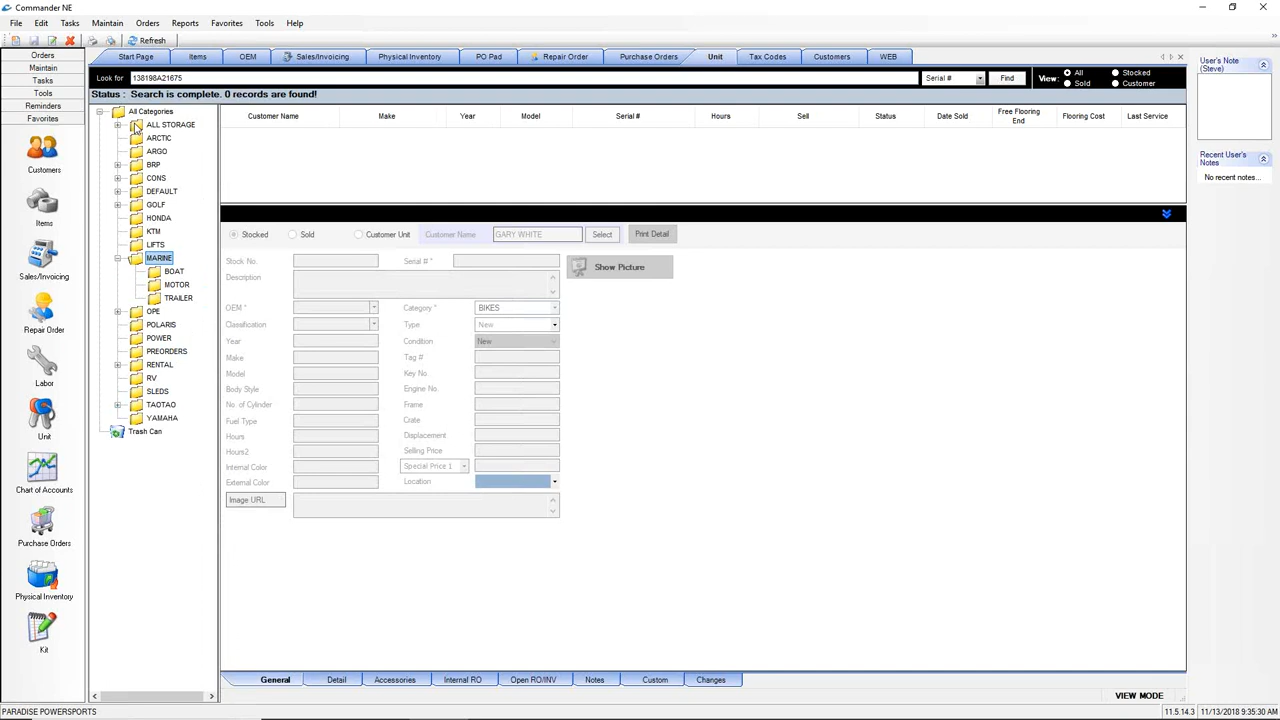 Commander NE
File Edit Tasks Maintain Orders Reports Favorites Tools Help
Refresh
Orders
Maintain
Tasks
Tools
Reminders
Favorites
Customers
Items
Sales/Invoicing
Repair Order
Labor
Unit
Chart of Accounts
Purchase Orders
Physical Inventory
Kit
Start Page Items OEM Sales/Invoicing Physical Inventory PO Pad Repair Order Purchase Orders Unit Tax Codes Customers WEB
Look for 138198A21675 Serial # Find View: All Stocked
Sold Customer
Status : Search is complete. 0 records are found!
All Categories
ALL STORAGE
ARCTIC
ARGO
BRP
CONS
DEFAULT
GOLF
HONDA
KTM
LIFTS
MARINE
BOAT
MOTOR
TRAILER
OPE
POLARIS
POWER
PREORDERS
RENTAL
RV
SLEDS
TAOTAO
YAMAHA
Trash Can
Customer Name Make Year Model Serial # Hours Sell Status Date Sold Free Flooring End Flooring Cost Last Service
Stocked Sold Customer Unit Customer Name GARY WHITE Select Print Detail
Stock No. Serial # *
Show Picture
Description
OEM * Category * BIKES
Classification Type New
Year Condition New
Make Tag #
Model Key No.
Body Style Engine No.
No. of Cylinder Frame
Fuel Type Crate
Hours Displacement
Hours2 Selling Price
Internal Color Special Price 1
External Color Location
Image URL
General Detail Accessories Internal RO Open RO/INV Notes Custom Changes
VIEW MODE
User's Note
(Steve)
Recent User's
Notes
No recent notes...
PARADISE POWERSPORTS 11.5.14.3 11/13/2018 9:35:30 AM